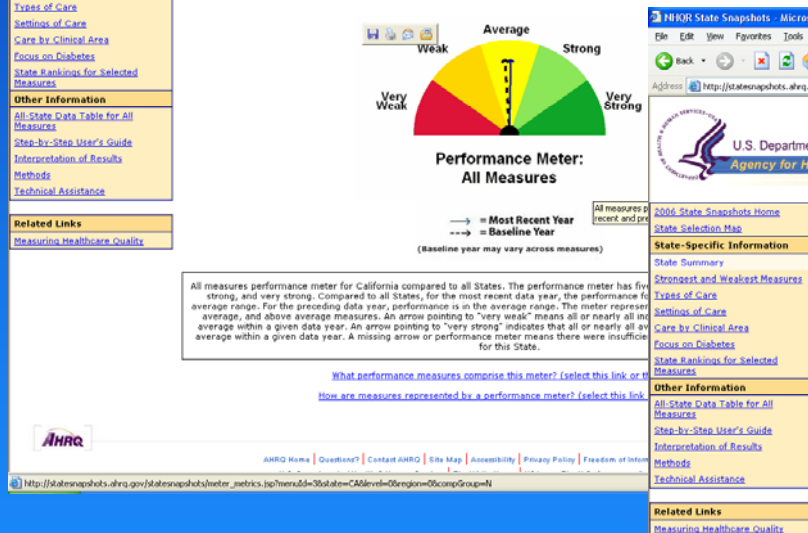 Types of Care
Settings of Care
Care by Clinical Area
Focus on Diabetes
State Rankings for Selected
Measures
Other Information
All-State Data Table for All
Measures
Step-by-Step User's Guide
Interpretation of Results
Methods
Technical Assistance
Related Links
Measuring Healthcare Quality
Average
Weak
Strong
Very
Weak
Very
Strong
Performance Meter:
All Measures
= Most Recent Year
= Baseline Year
(Baseline year may vary across measures)
All measures p
recent and pre
All measures performance meter for California compared to all States. The performance meter has five
strong, and very strong. Compared to all States, for the most recent data year, the performance fo
average range. For the preceding data year, performance is in the average range. The meter represen
average, and above average measures. An arrow pointing to "very weak" means all or nearly all ind
average within a given data year. An arrow pointing to "very strong" indicates that all or nearly all av
average within a given data year. A missing arrow or performance meter means there were insufficie
for this State.
What performance measures comprise this meter? (select this link or th
How are measures represented by a performance meter? (select this link
AHRQ
AHRQ Home | Questions? | Contact AHRQ | Site Map | Accessibility | Privacy Policy | Freedom of Inform
http://statesnapshots.ahrq.gov/statesnapshots/meter_metrics.jsp?menuId=3&state=CA&level=0&region=0&compGroup=N
NHQR State Snapshots - Micros
File Edit View Favorites Tools
Back
Address http://statesnapshots.ahrq.
U.S. Departme
Agency for H
2006 State Snapshots Home
State Selection Map
State-Specific Information
State Summary
Strongest and Weakest Measures
Types of Care
Settings of Care
Care by Clinical Area
Focus on Diabetes
State Rankings for Selected
Measures
Other Information
All-State Data Table for All
Measures
Step-by-Step User's Guide
Interpretation of Results
Methods
Technical Assistance
Related Links
Measuring Healthcare Quality